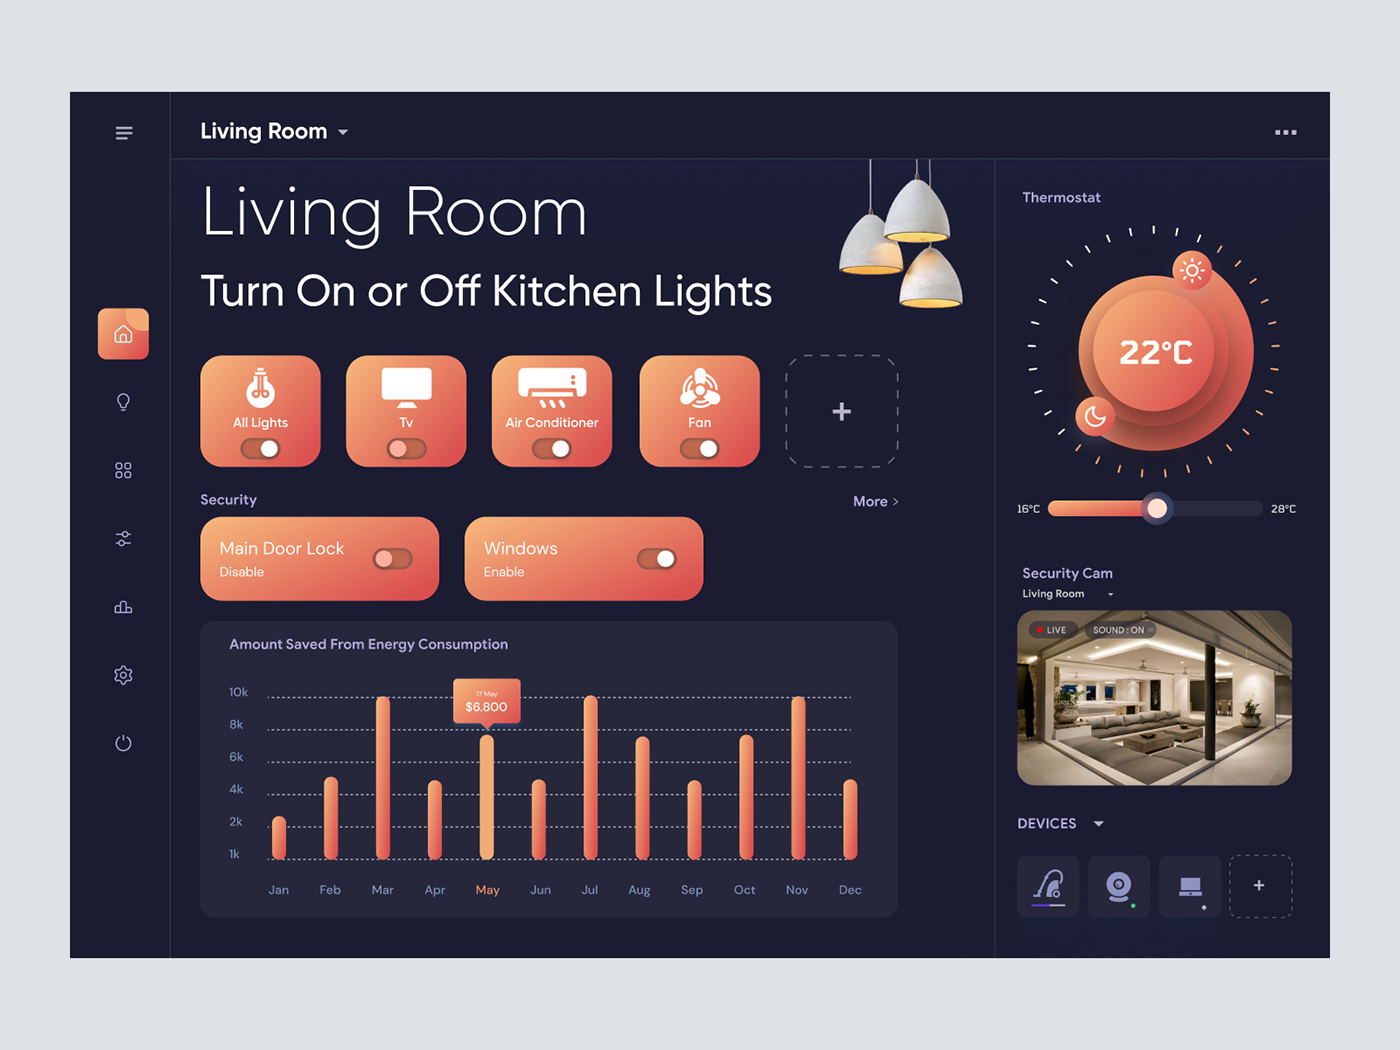 Living Room
Living Room
Turn On or Off Kitchen Lights
All Lights
Tv
Air Conditioner
Fan
+
Security
More >
Main Door Lock
Disable
Windows
Enable
Amount Saved From Energy Consumption
10k
8k
6k
4k
2k
1k
17 May
$6.800
Jan Feb Mar Apr May Jun Jul Aug Sep Oct Nov Dec
Thermostat
22°C
16°C
28°C
Security Cam
Living Room
LIVE
SOUND : ON
DEVICES
+